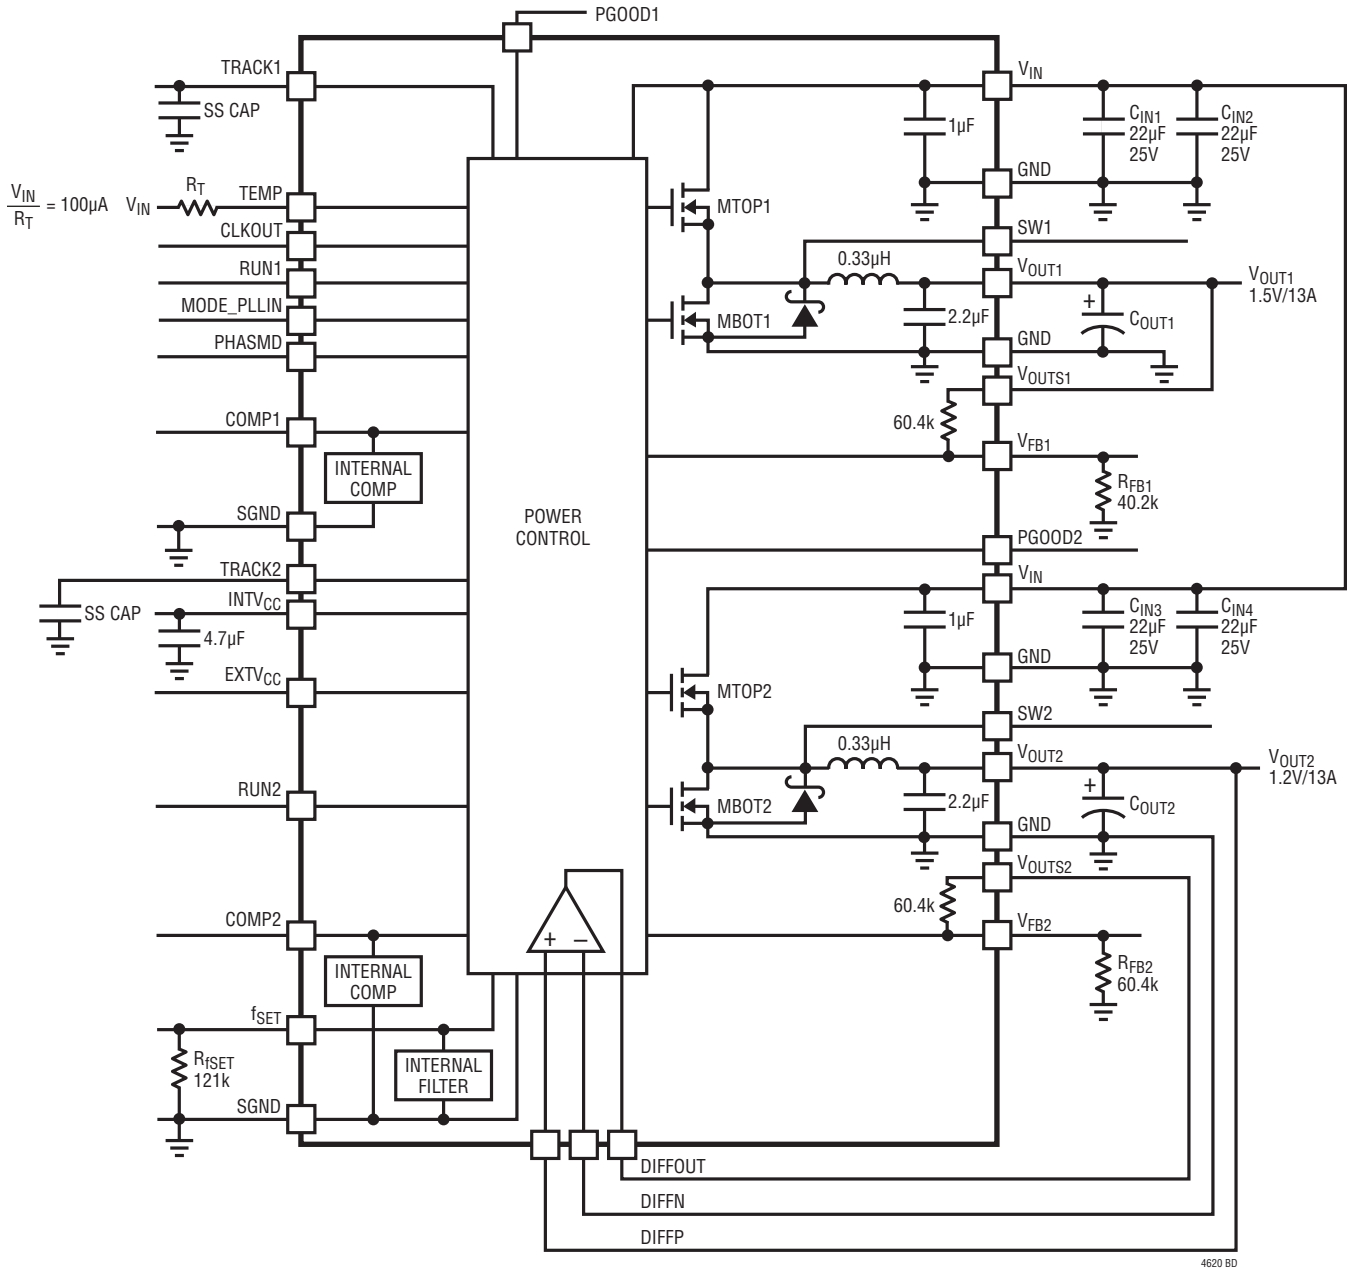 PGOOD1
TRACK1
SS CAP
VIN
1µF
CIN1
22µF
25V
CIN2
22µF
25V
GND
VIN
RT
= 100µA
VIN
RT
TEMP
MTOP1
CLKOUT
SW1
RUN1
0.33µH
VOUT1
VOUT1
1.5V/13A
MODE_PLLIN
MBOT1
2.2µF
+
COUT1
PHASMD
GND
VOUTS1
60.4k
COMP1
VFB1
INTERNAL
COMP
RFB1
40.2k
SGND
POWER
CONTROL
PGOOD2
TRACK2
VIN
SS CAP
INTVCC
4.7µF
1µF
CIN3
22µF
25V
CIN4
22µF
25V
GND
EXTVCC
MTOP2
SW2
0.33µH
VOUT2
VOUT2
1.2V/13A
RUN2
MBOT2
2.2µF
+
COUT2
GND
VOUTS2
60.4k
COMP2
+ –
VFB2
INTERNAL
COMP
RFB2
60.4k
fSET
RfSET
121k
INTERNAL
FILTER
SGND
DIFFOUT
DIFFN
DIFFP
4620 BD